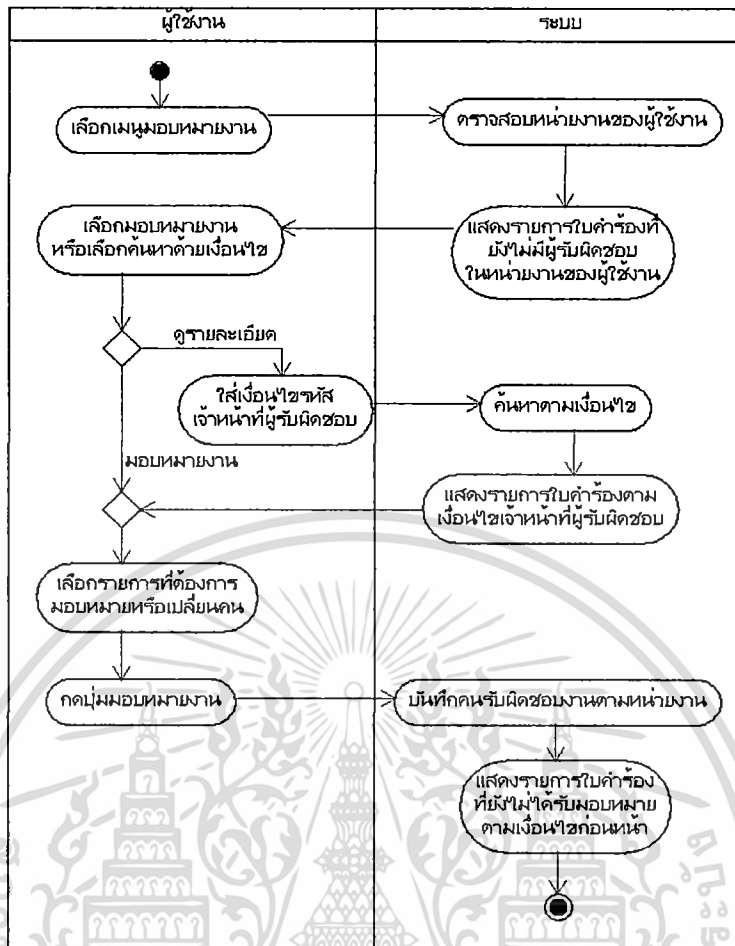 ผู้ใช้งาน
ระบบ
เลือกเมนูมอบหมายงาน
ตรวจสอบหน่วยงานของผู้ใช้งาน
เลือกมอบหมายงาน
หรือเลือกค้นหาด้วยเงื่อนไข
แสดงรายการใบคำร้องที่
ยังไม่มีผู้รับผิดชอบ
ในหน่วยงานของผู้ใช้งาน
ดูรายละเอียด
ใส่เงื่อนไขรหัส
เจ้าหน้าที่ผู้รับผิดชอบ
ค้นหาตามเงื่อนไข
มอบหมายงาน
แสดงรายการใบคำร้องตาม
เงื่อนไขเจ้าหน้าที่ผู้รับผิดชอบ
เลือกรายการที่ต้องการ
มอบหมายหรือเปลี่ยนคน
กดปุ่มมอบหมายงาน
บันทึกคนรับผิดชอบงานตามหน่วยงาน
แสดงรายการใบคำร้อง
ที่ยังไม่ได้รับมอบหมาย
ตามเงื่อนไขก่อนหน้า